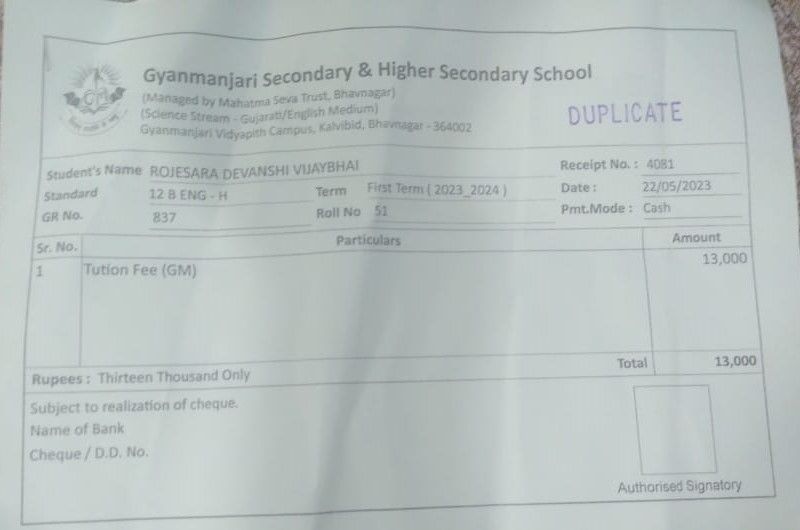 Gyanmanjari Secondary & Higher Secondary School
(Managed by Mahatma Seva Trust, Bhavnagar)
(Science Stream - Gujarati/English Medium)
Gyanmanjari Vidyapith Campus, Kalvibid, Bhavnagar - 364002
DUPLICATE
Student's Name ROJESARA DEVANSHI VIJAYBHAI Receipt No. : 4081
Standard 12 B ENG - H Term First Term ( 2023_2024 ) Date : 22/05/2023
GR No. 837 Roll No 51 Pmt.Mode : Cash
Sr. No. Particulars Amount
1 Tution Fee (GM) 13,000
Rupees : Thirteen Thousand Only Total 13,000
Subject to realization of cheque.
Name of Bank
Cheque / D.D. No.
Authorised Signatory